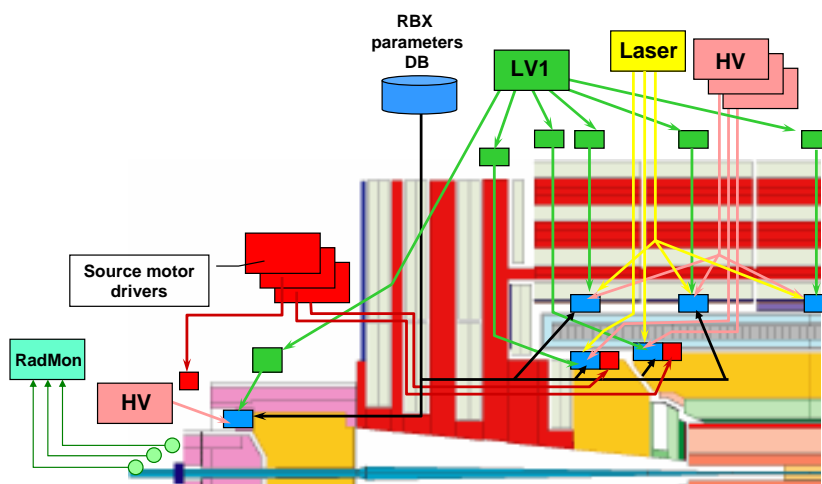 RBX
parameters
DB
LV1
Laser
HV
Source motor
drivers
RadMon
HV